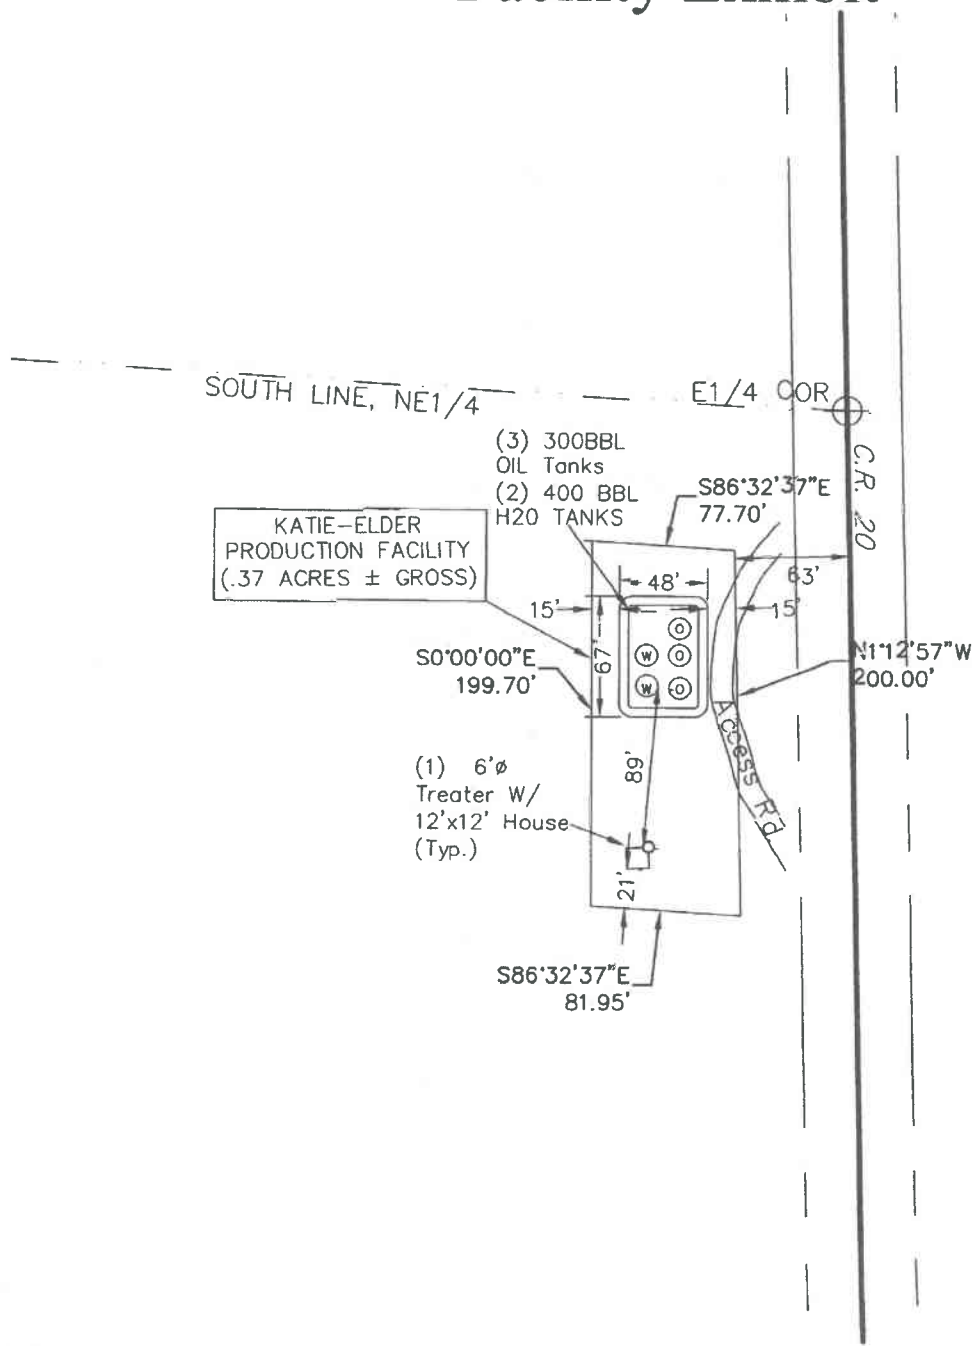 Facility Exhibit
SOUTH LINE, NE1/4
E1/4 COR
C.R. 20
(3) 300BBL
OIL Tanks
(2) 400 BBL
H20 TANKS
S86°32'37"E
77.70'
KATIE-ELDER
PRODUCTION FACILITY
(.37 ACRES ± GROSS)
48'
63'
15'
15'
67'
O
W O
W O
S0°00'00"E
199.70'
N1°12'57"W
200.00'
Access Rd
89'
(1) 6'ø
Treater W/
12'x12' House
(Typ.)
21'
S86°32'37"E
81.95'